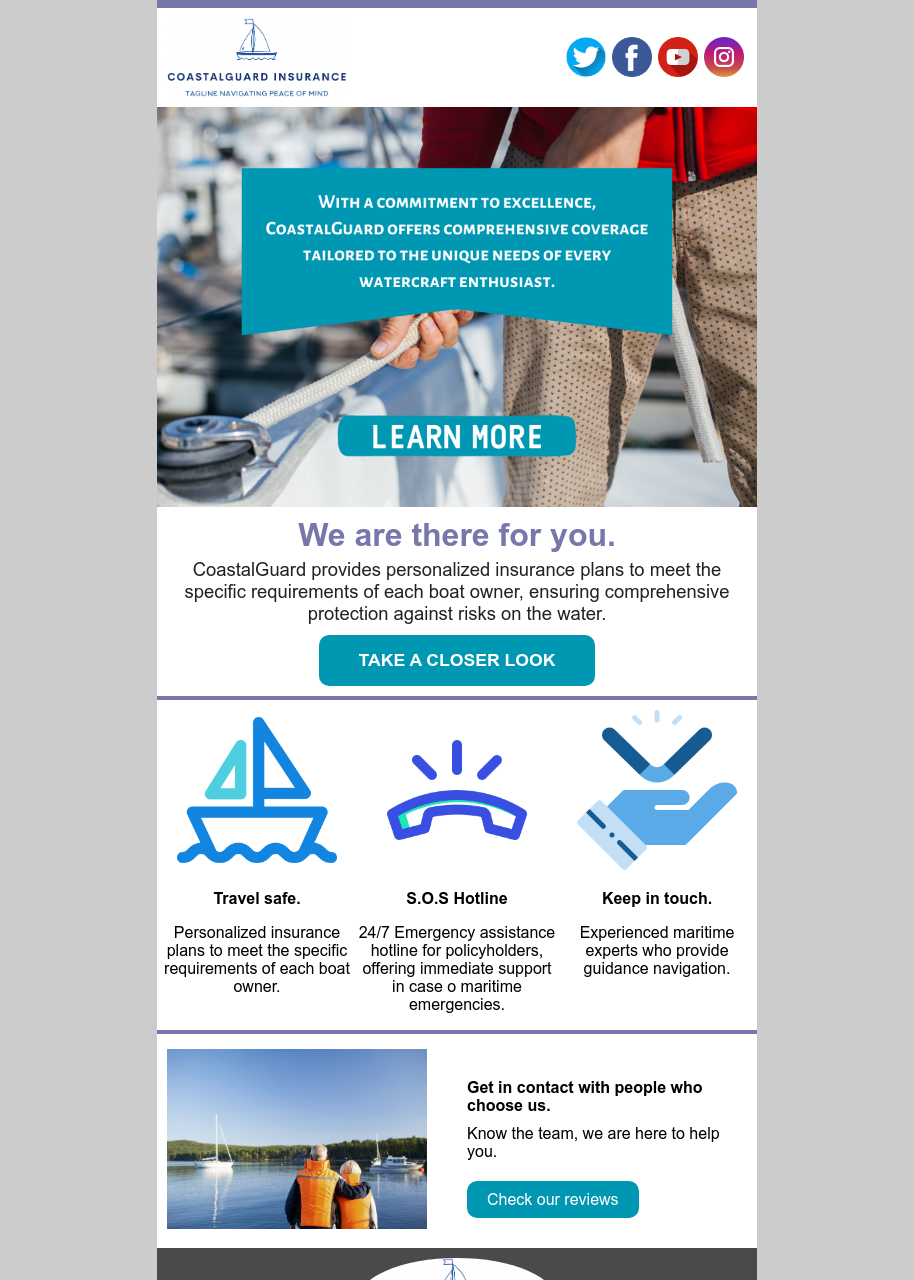 COASTALGUARD INSURANCE
TAGLINE NAVIGATING PEACE OF MIND
WITH A COMMITMENT TO EXCELLENCE,
COASTALGUARD OFFERS COMPREHENSIVE COVERAGE
TAILORED TO THE UNIQUE NEEDS OF EVERY
WATERCRAFT ENTHUSIAST.
LEARN MORE
We are there for you.
CoastalGuard provides personalized insurance plans to meet the
specific requirements of each boat owner, ensuring comprehensive
protection against risks on the water.
TAKE A CLOSER LOOK
Travel safe.
Personalized insurance
plans to meet the specific
requirements of each boat
owner.
S.O.S Hotline
24/7 Emergency assistance
hotline for policyholders,
offering immediate support
in case o maritime
emergencies.
Keep in touch.
Experienced maritime
experts who provide
guidance navigation.
Get in contact with people who
choose us.
Know the team, we are here to help
you.
Check our reviews